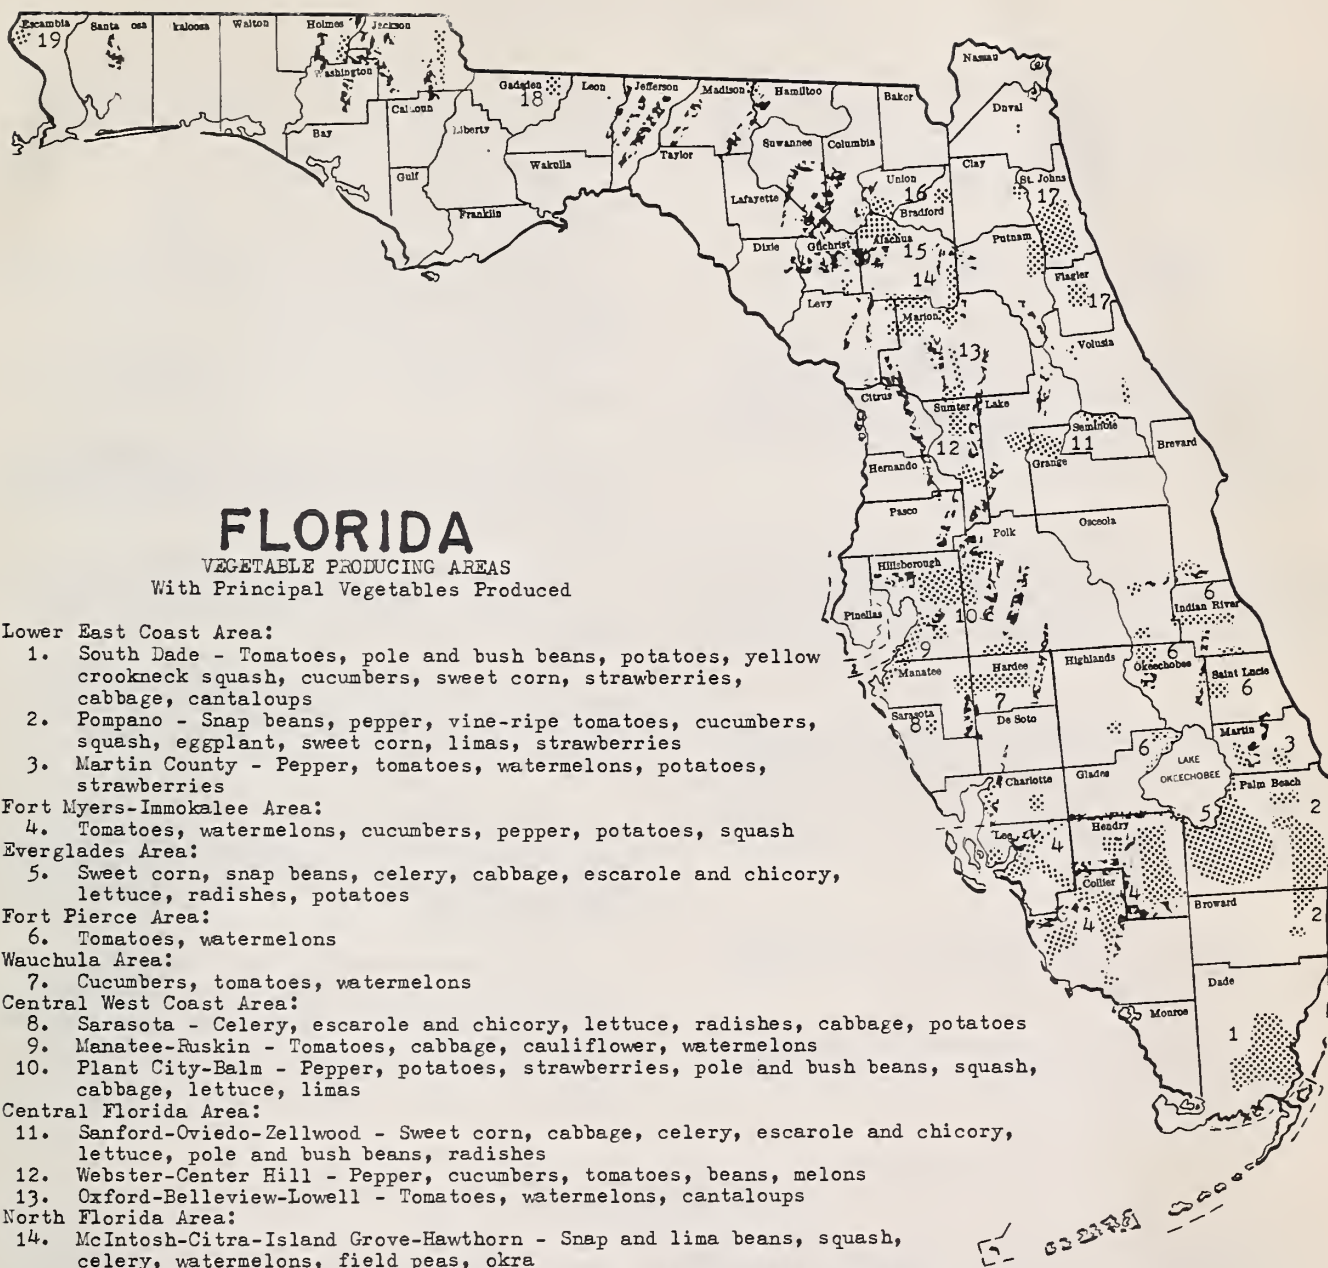 Escambia
19
Santa osa
kaloosa
Walton
Holmes
Jackson
Washington
Bay
Calhoun
Gulf
Liberty
Franklin
Gadsden
18
Leon
Wakulla
Jefferson
Madison
Taylor
Hamiltoo
Suwannee
Columbia
Lafayette
Dixie
Gilchrist
Baker
Nassau
Duval
Clay
St. Johns
17
Union
16
Bradford
Alachua
15
14
Putnam
Flagler
17
Levy
Marion
13
Volusia
Citrus
Sumter
12
Lake
Seminole
11
Orange
Brevard
Hernando
Pasco
Polk
Osceola
Hillsborough
Pinellas
10
9
Indian River
6
Manatee
Hardee
7
Highlands
Okeechobee
6
Saint Lucie
6
Sarasota
8
De Soto
Martin
3
Charlotte
Glades
6
LAKE
OKEECHOBEE
Palm Beach
2
5
Lee
4
Hendry
Collier
4
4
Broward
2
Dade
1
Monroe
FLORIDA
VEGETABLE PRODUCING AREAS
With Principal Vegetables Produced
Lower East Coast Area:
1. South Dade - Tomatoes, pole and bush beans, potatoes, yellow
crookneck squash, cucumbers, sweet corn, strawberries,
cabbage, cantaloups
2. Pompano - Snap beans, pepper, vine-ripe tomatoes, cucumbers,
squash, eggplant, sweet corn, limas, strawberries
3. Martin County - Pepper, tomatoes, watermelons, potatoes,
strawberries
Fort Myers-Immokalee Area:
4. Tomatoes, watermelons, cucumbers, pepper, potatoes, squash
Everglades Area:
5. Sweet corn, snap beans, celery, cabbage, escarole and chicory,
lettuce, radishes, potatoes
Fort Pierce Area:
6. Tomatoes, watermelons
Wauchula Area:
7. Cucumbers, tomatoes, watermelons
Central West Coast Area:
8. Sarasota - Celery, escarole and chicory, lettuce, radishes, cabbage, potatoes
9. Manatee-Ruskin - Tomatoes, cabbage, cauliflower, watermelons
10. Plant City-Balm - Pepper, potatoes, strawberries, pole and bush beans, squash,
cabbage, lettuce, limas
Central Florida Area:
11. Sanford-Oviedo-Zellwood - Sweet corn, cabbage, celery, escarole and chicory,
lettuce, pole and bush beans, radishes
12. Webster-Center Hill - Pepper, cucumbers, tomatoes, beans, melons
13. Oxford-Belleview-Lowell - Tomatoes, watermelons, cantaloups
North Florida Area:
14. McIntosh-Citra-Island Grove-Hawthorn - Snap and lima beans, squash,
celery, watermelons, field peas, okra